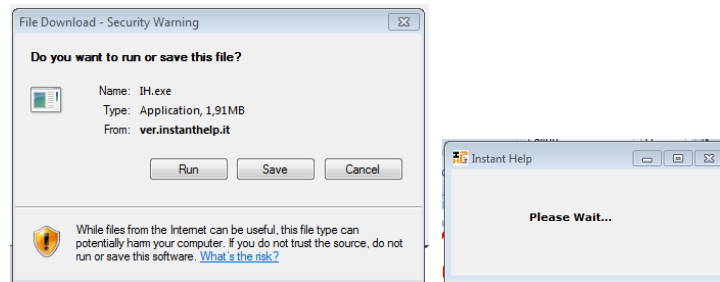 File Download - Security Warning
Do you want to run or save this file?
Name: IH.exe
Type: Application, 1,91MB
From: ver.instanthelp.it
Run Save Cancel
While files from the Internet can be useful, this file type can
potentially harm your computer. If you do not trust the source, do not
run or save this software. What's the risk?
Instant Help
Please Wait...